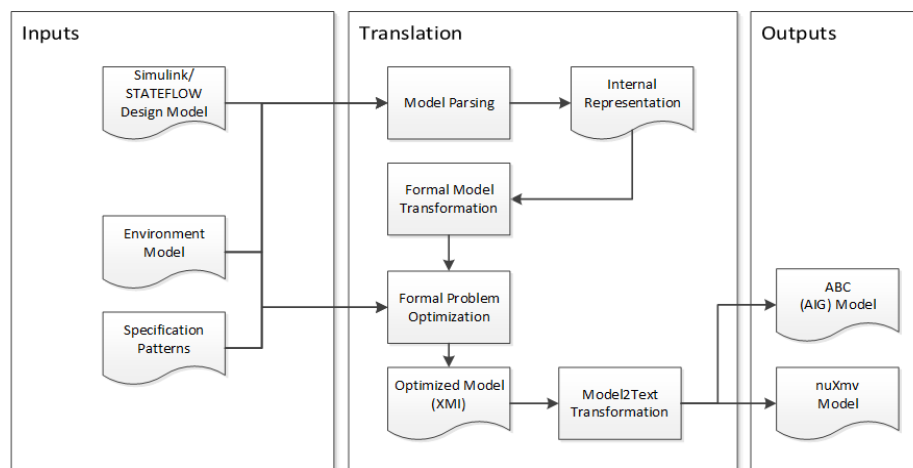 Inputs
Simulink/
STATEFLOW
Design Model
Environment
Model
Specification
Patterns
Translation
Model Parsing
Internal
Representation
Formal Model
Transformation
Formal Problem
Optimization
Optimized Model
(XMI)
Model2Text
Transformation
Outputs
ABC
(AIG) Model
nuXmv
Model